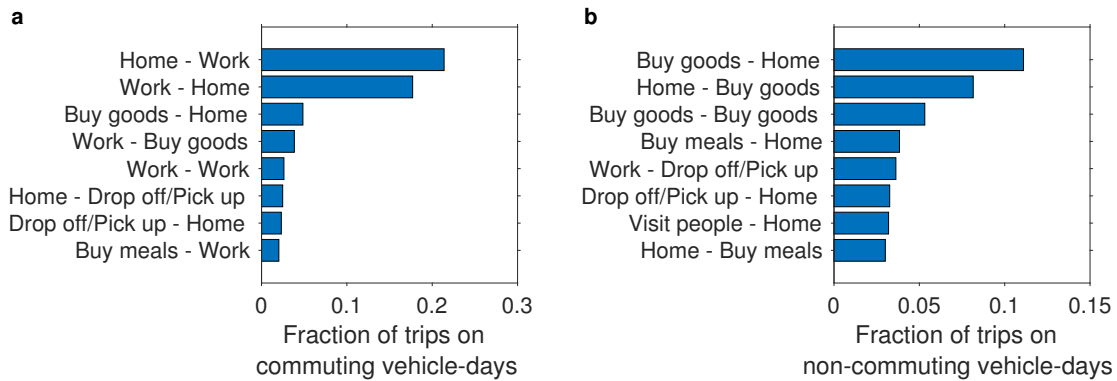 a
Home - Work
Work - Home
Buy goods - Home
Work - Buy goods
Work - Work
Home - Drop off/Pick up
Drop off/Pick up - Home
Buy meals - Work
0 0.1 0.2 0.3
Fraction of trips on
commuting vehicle-days
b
Buy goods - Home
Home - Buy goods
Buy goods - Buy goods
Buy meals - Home
Work - Drop off/Pick up
Drop off/Pick up - Home
Visit people - Home
Home - Buy meals
0 0.05 0.1 0.15
Fraction of trips on
non-commuting vehicle-days